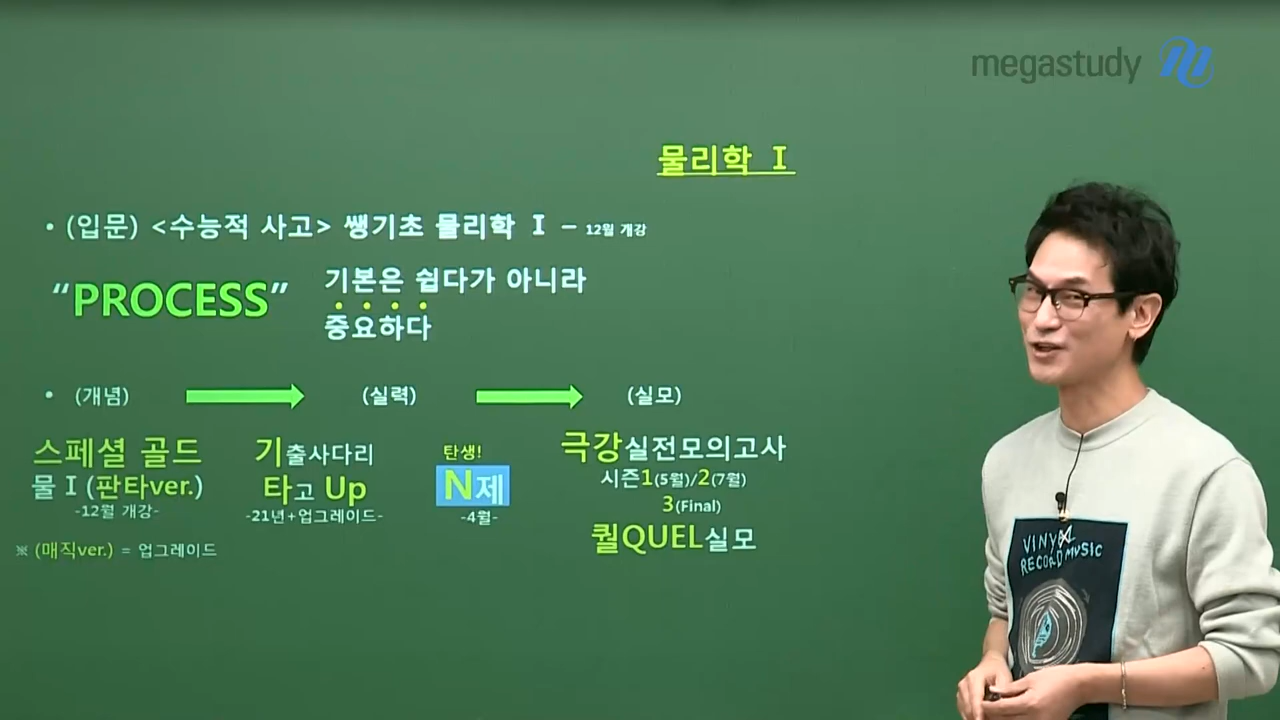 megastudy
물리학 I
• (입문) <수능적 사고> 쌩기초 물리학 I - 12월 개강
“PROCESS” 기본은 쉽다가 아니라
중요하다
• (개념) (실력) (실모)
스페셜 골드
물 I (판타ver.)
-12월 개강-
※ (매직ver.) = 업그레이드
기출사다리
타고 Up
-21년+업그레이드-
탄생!
N제
-4월-
극강실전모의고사
시즌1(5월)/2(7월)
3(Final)
퀄QUEL실모
VINYL
RECORD MUSIC